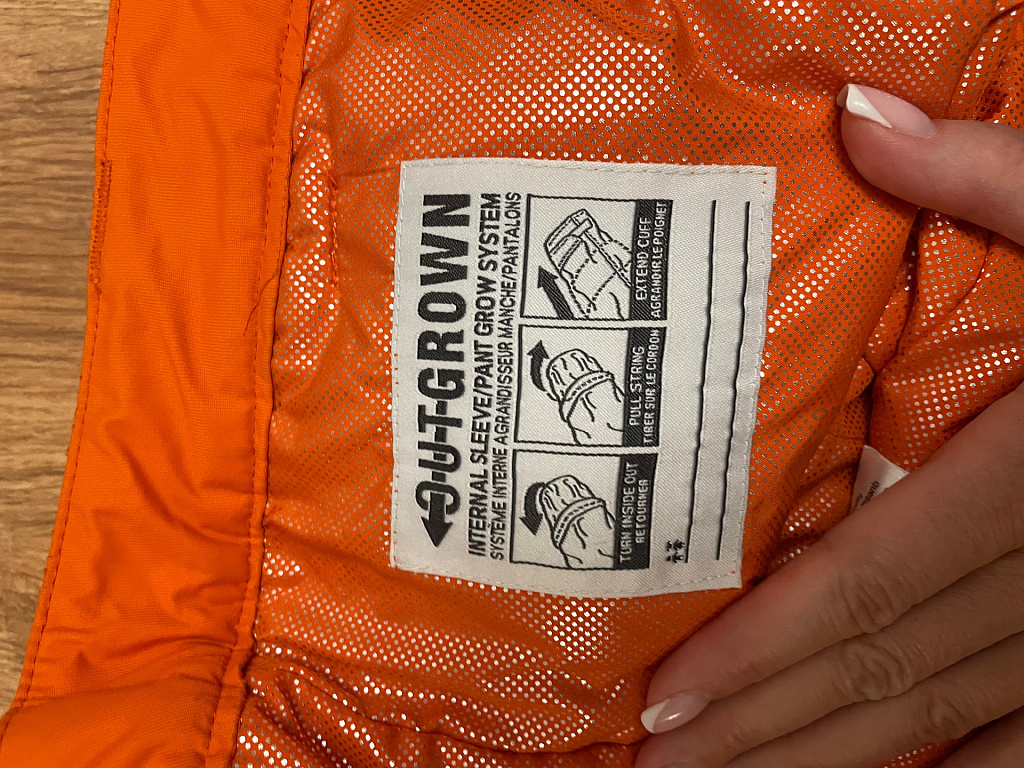 OUT-GROWN
INTERNAL SLEEVE/PANT GROW SYSTEM
SYSTÈME INTERNE AGRANDISSEUR MANCHE/PANTALONS
TURN INSIDE OUT
RETOURNER
PULL STRING
TIRER SUR LE CORDON
EXTEND CUFF
AGRANDIR LE POIGNET